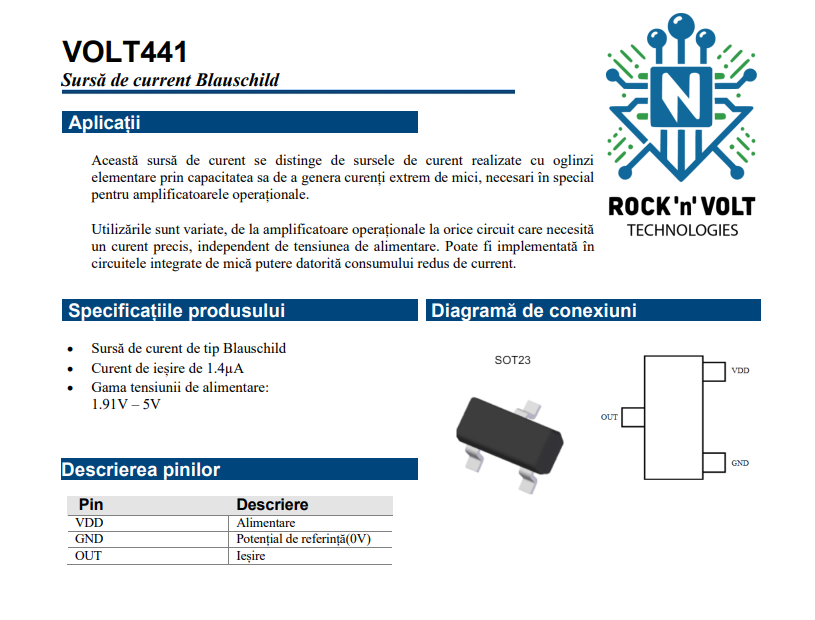 VOLT441
Sursă de current Blauschild
Aplicații
Această sursă de curent se distinge de sursele de curent realizate cu oglinzi
elementare prin capacitatea sa de a genera curenți extrem de mici, necesari în special
pentru amplificatoarele operaționale.
Utilizările sunt variate, de la amplificatoare operaționale la orice circuit care necesită
un curent precis, independent de tensiunea de alimentare. Poate fi implementată în
circuitele integrate de mică putere datorită consumului redus de curent.
N
ROCK 'n' VOLT
TECHNOLOGIES
Specificațiile produsului
• Sursă de curent de tip Blauschild
• Curent de ieșire de 1.4µA
• Gama tensiunii de alimentare:
1.91V – 5V
Diagramă de conexiuni
SOT23
VDD
OUT
GND
Descrierea pinilor
Pin Descriere
VDD Alimentare
GND Potențial de referință(0V)
OUT Ieșire